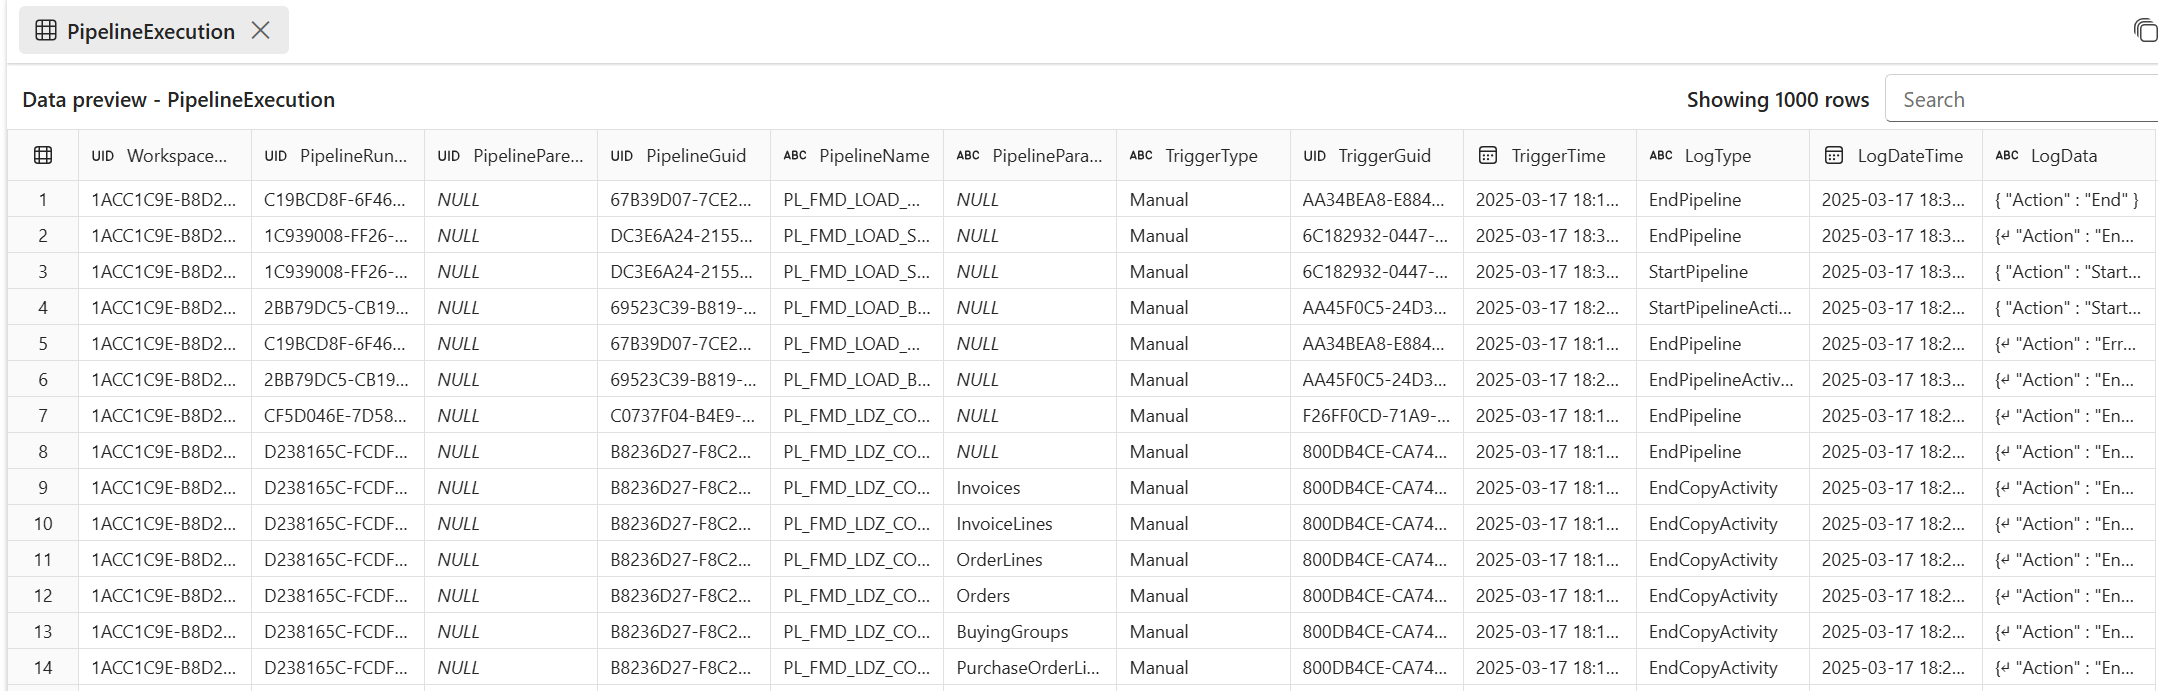 PipelineExecution
Data preview - PipelineExecution Showing 1000 rows Search
UID Workspace... UID PipelineRun... UID PipelinePare... UID PipelineGuid ABC PipelineName ABC PipelinePara... ABC TriggerType UID TriggerGuid TriggerTime ABC LogType LogDateTime ABC LogData
1 1ACC1C9E-B8D2... C19BCD8F-6F46... NULL 67B39D07-7CE2... PL_FMD_LOAD_... NULL Manual AA34BEA8-E884... 2025-03-17 18:1... EndPipeline 2025-03-17 18:3... { "Action" : "End" }
2 1ACC1C9E-B8D2... 1C939008-FF26-... NULL DC3E6A24-2155... PL_FMD_LOAD_S... NULL Manual 6C182932-0447-... 2025-03-17 18:3... EndPipeline 2025-03-17 18:3... {↵ "Action" : "En...
3 1ACC1C9E-B8D2... 1C939008-FF26-... NULL DC3E6A24-2155... PL_FMD_LOAD_S... NULL Manual 6C182932-0447-... 2025-03-17 18:3... StartPipeline 2025-03-17 18:3... { "Action" : "Start...
4 1ACC1C9E-B8D2... 2BB79DC5-CB19... NULL 69523C39-B819-... PL_FMD_LOAD_B... NULL Manual AA45F0C5-24D3... 2025-03-17 18:2... StartPipelineActi... 2025-03-17 18:2... { "Action" : "Start...
5 1ACC1C9E-B8D2... C19BCD8F-6F46... NULL 67B39D07-7CE2... PL_FMD_LOAD_... NULL Manual AA34BEA8-E884... 2025-03-17 18:1... EndPipeline 2025-03-17 18:2... {↵ "Action" : "Err...
6 1ACC1C9E-B8D2... 2BB79DC5-CB19... NULL 69523C39-B819-... PL_FMD_LOAD_B... NULL Manual AA45F0C5-24D3... 2025-03-17 18:2... EndPipelineActiv... 2025-03-17 18:3... {↵ "Action" : "En...
7 1ACC1C9E-B8D2... CF5D046E-7D58... NULL C0737F04-B4E9-... PL_FMD_LDZ_CO... NULL Manual F26FF0CD-71A9-... 2025-03-17 18:1... EndPipeline 2025-03-17 18:2... {↵ "Action" : "En...
8 1ACC1C9E-B8D2... D238165C-FCDF... NULL B8236D27-F8C2... PL_FMD_LDZ_CO... NULL Manual 800DB4CE-CA74... 2025-03-17 18:1... EndPipeline 2025-03-17 18:2... {↵ "Action" : "En...
9 1ACC1C9E-B8D2... D238165C-FCDF... NULL B8236D27-F8C2... PL_FMD_LDZ_CO... Invoices Manual 800DB4CE-CA74... 2025-03-17 18:1... EndCopyActivity 2025-03-17 18:2... {↵ "Action" : "En...
10 1ACC1C9E-B8D2... D238165C-FCDF... NULL B8236D27-F8C2... PL_FMD_LDZ_CO... InvoiceLines Manual 800DB4CE-CA74... 2025-03-17 18:1... EndCopyActivity 2025-03-17 18:2... {↵ "Action" : "En...
11 1ACC1C9E-B8D2... D238165C-FCDF... NULL B8236D27-F8C2... PL_FMD_LDZ_CO... OrderLines Manual 800DB4CE-CA74... 2025-03-17 18:1... EndCopyActivity 2025-03-17 18:2... {↵ "Action" : "En...
12 1ACC1C9E-B8D2... D238165C-FCDF... NULL B8236D27-F8C2... PL_FMD_LDZ_CO... Orders Manual 800DB4CE-CA74... 2025-03-17 18:1... EndCopyActivity 2025-03-17 18:2... {↵ "Action" : "En...
13 1ACC1C9E-B8D2... D238165C-FCDF... NULL B8236D27-F8C2... PL_FMD_LDZ_CO... BuyingGroups Manual 800DB4CE-CA74... 2025-03-17 18:1... EndCopyActivity 2025-03-17 18:2... {↵ "Action" : "En...
14 1ACC1C9E-B8D2... D238165C-FCDF... NULL B8236D27-F8C2... PL_FMD_LDZ_CO... PurchaseOrderLi... Manual 800DB4CE-CA74... 2025-03-17 18:1... EndCopyActivity 2025-03-17 18:2... {↵ "Action" : "En...